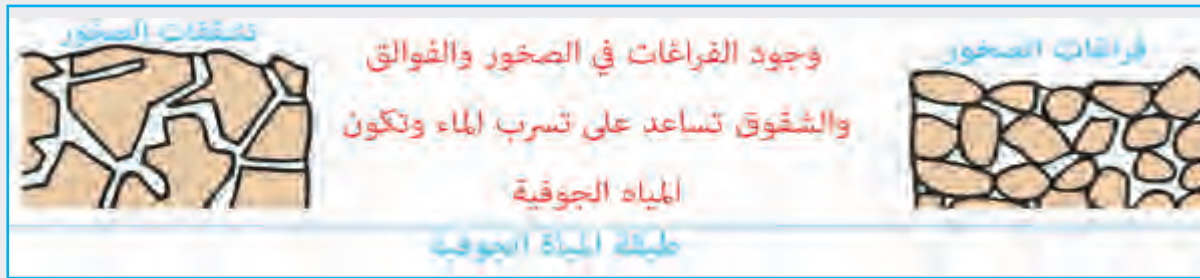 فراغات الصخور
وجود الفراغات في الصخور والفوالق
والشقوق تساعد على تسرب الماء وتكون
المياه الجوفية
تشققات الصخور
طبقة المياة الجوفية